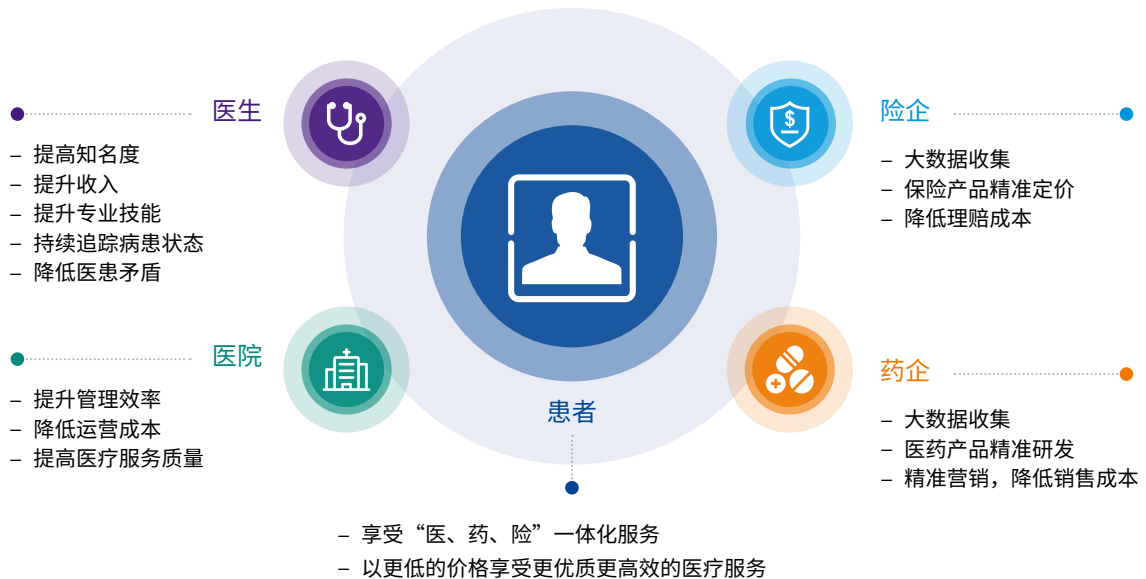 医生
– 提高知名度
– 提升收入
– 提升专业技能
– 持续追踪病患状态
– 降低医患矛盾
险企
– 大数据收集
– 保险产品精准定价
– 降低理赔成本
$
医院
– 提升管理效率
– 降低运营成本
– 提高医疗服务质量
药企
– 大数据收集
– 医药产品精准研发
– 精准营销，降低销售成本
患者
– 享受“医、药、险”一体化服务
– 以更低的价格享受更优质更高效的医疗服务